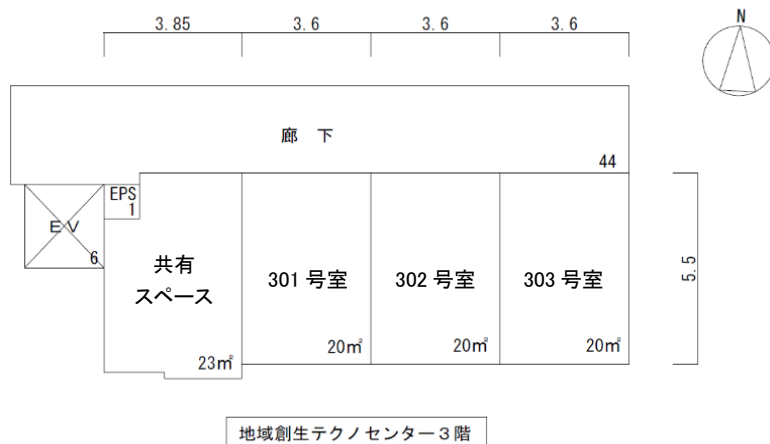 3.85
3.6
3.6
3.6
N
廊 下
44
EPS
1
EV
6
共有
スペース
23㎡
301 号室
20㎡
302 号室
20㎡
303 号室
20㎡
5.5
地域創生テクノセンター３階